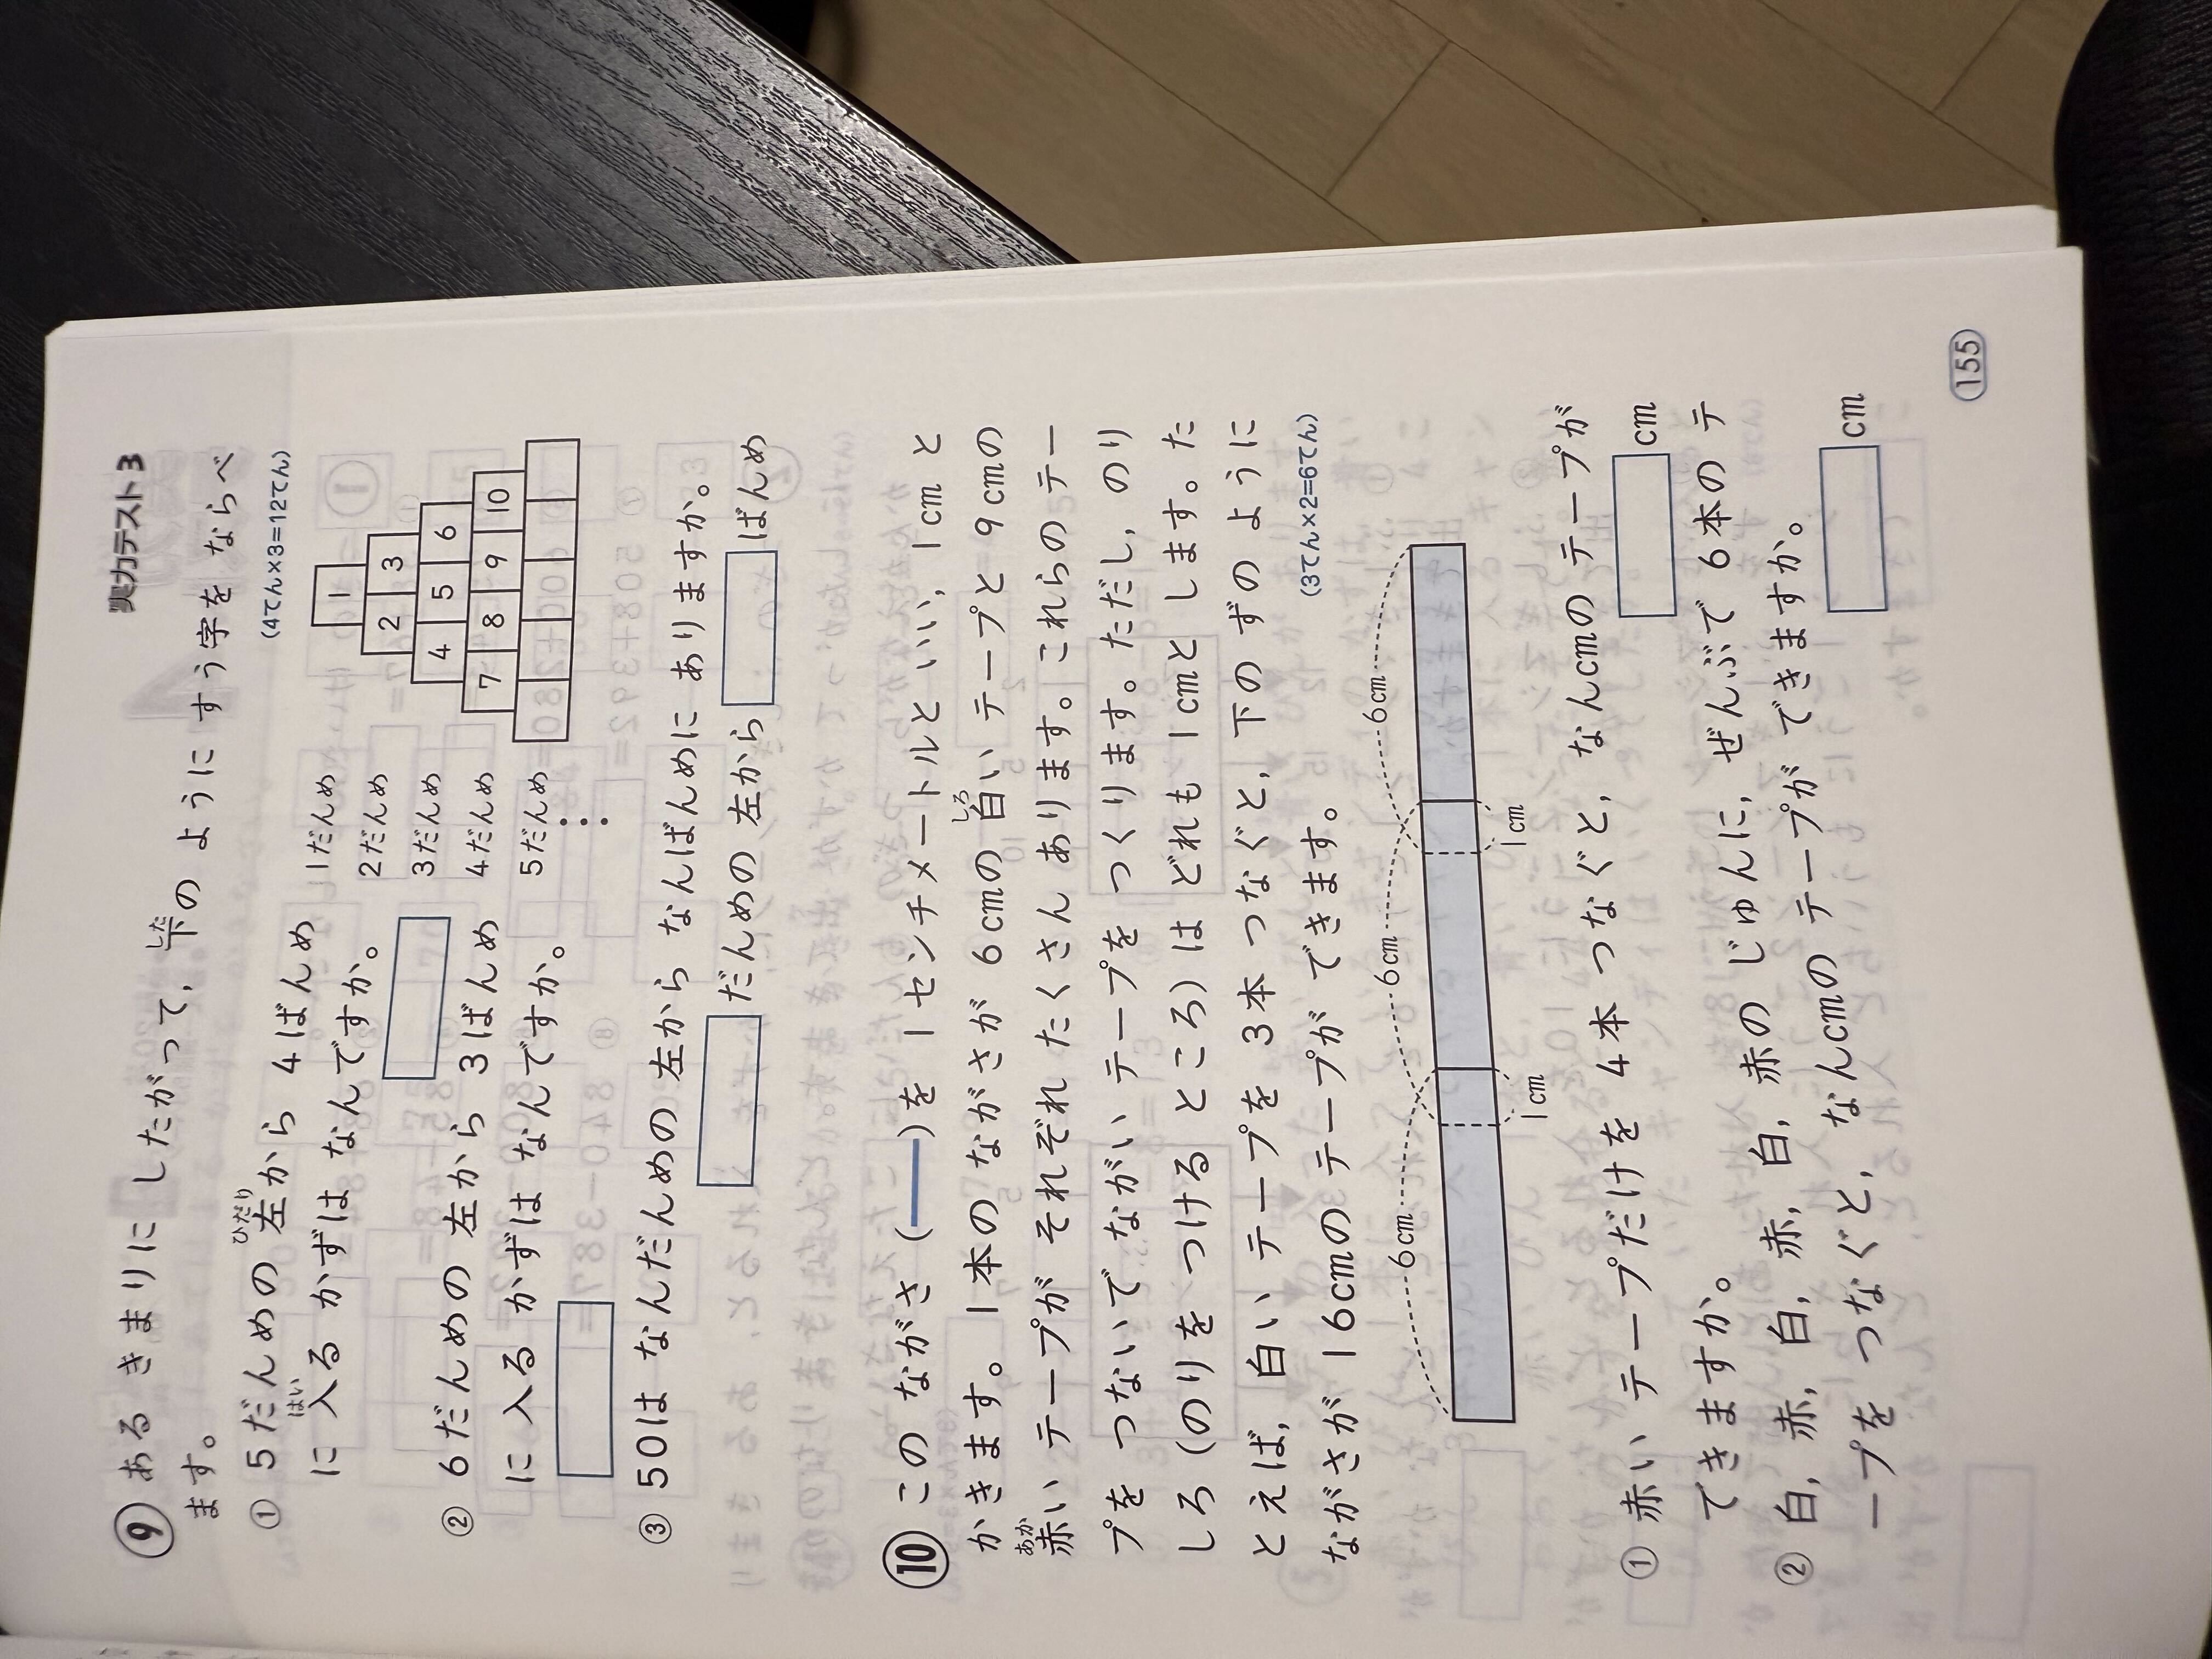 実力テスト3
⑨ ある きまりに したがって，下の ように すう字を ならべ
ます。
(4てん×3=12てん)
① 5だんめの 左から 4ばんめ
に 入る かずは なんですか。
② 6だんめの 左から 3ばんめ
に 入る かずは なんですか。
1だんめ 1
2だんめ 2 3
3だんめ 4 5 6
4だんめ 7 8 9 10
5だんめ
③ 50は なんだんめの 左から なんばんめに ありますか。
だんめの 左から ばんめ
⑩ この ながさ(——)を 1センチメートルと いい，1cmと
かきます。1本の ながさが 6cmの 白い テープと 9cmの
赤い テープが それぞれ たくさん あります。これらの テー
プを つないで ながい テープを つくります。ただし，のり
しろ(のりを つける ところ)は どれも 1cmと します。た
とえば，白い テープを 3本 つなぐと，下の ずの ように
ながさが 16cmの テープが できます。
(3てん×2=6てん)
6cm 6cm 6cm
1cm 1cm
① 赤い テープだけを 4本 つなぐと，なんcmの テープが
できますか。
cm
② 白，赤，白，赤，白，赤の じゅんに，ぜんぶで 6本の テ
ープを つなぐと，なんcmの テープが できますか。
cm
155